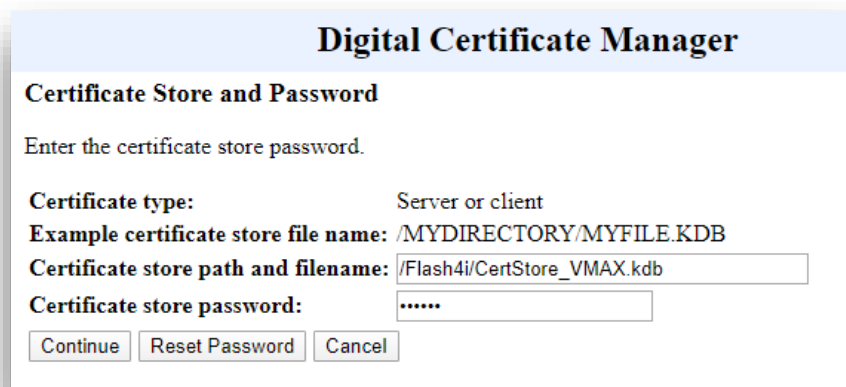 Digital Certificate Manager
Certificate Store and Password
Enter the certificate store password.
Certificate type: Server or client
Example certificate store file name: /MYDIRECTORY/MYFILE.KDB
Certificate store path and filename: /Flash4i/CertStore_VMAX.kdb
Certificate store password: ••••••
Continue Reset Password Cancel